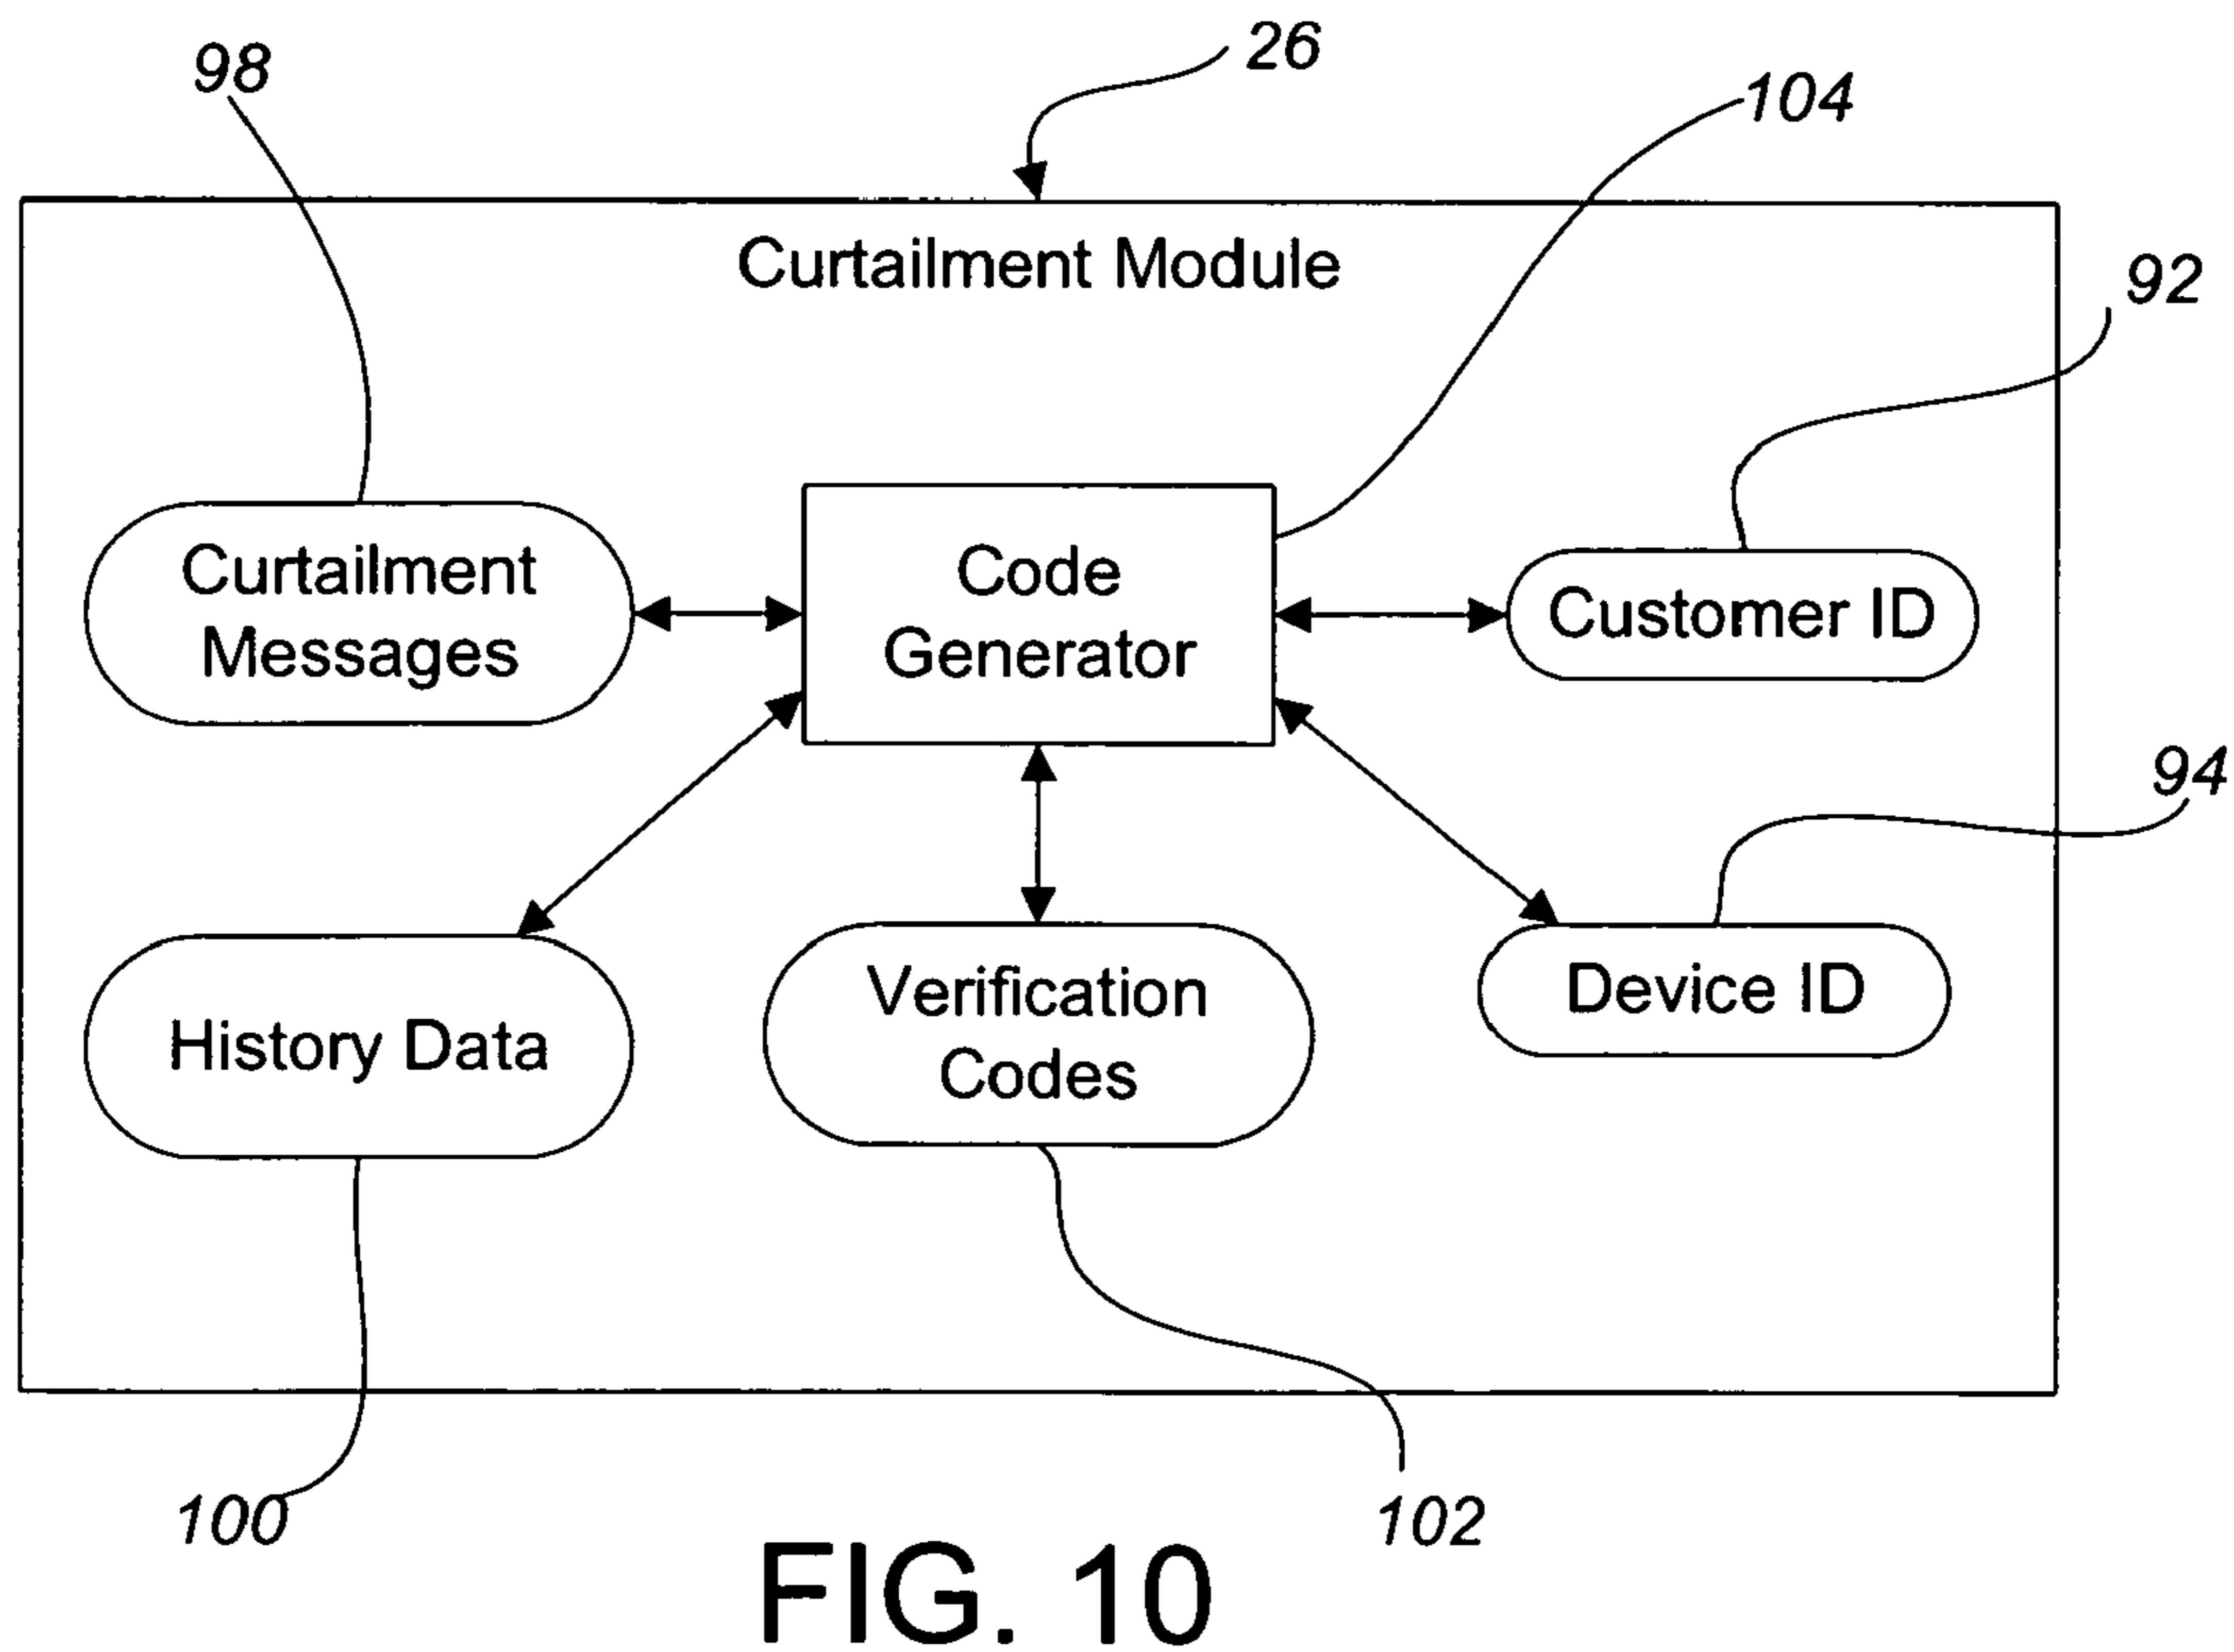 26
98
104
Curtailment Module
92
Curtailment
Messages
Code
Generator
Customer ID
94
History Data
Verification
Codes
Device ID
100
102
FIG. 10